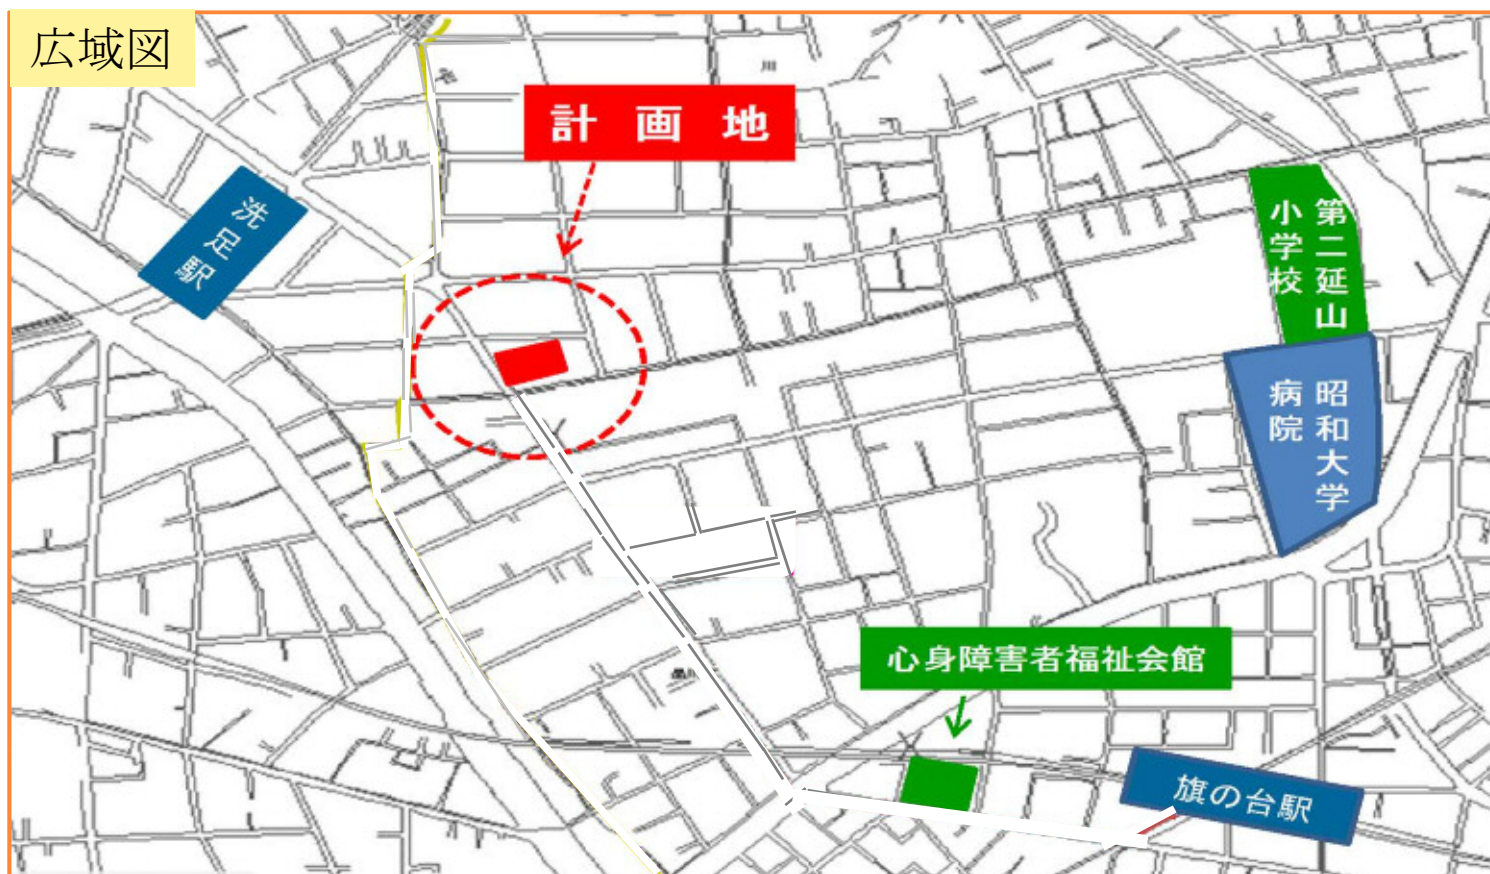 広域図
計画地
洗足駅
第二延山
小学校
昭和大学
病院
心身障害者福祉会館
旗の台駅